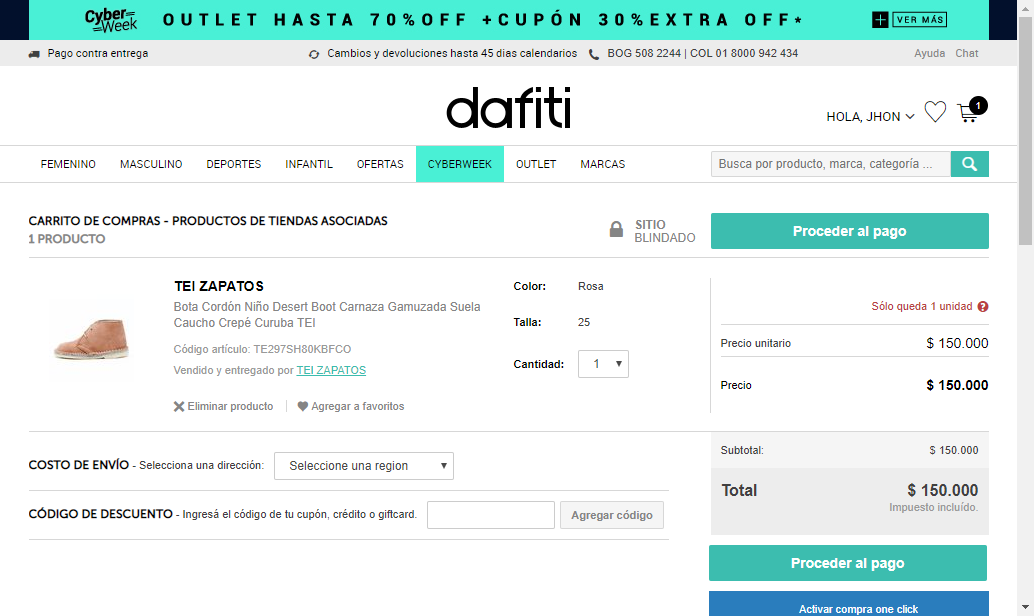 Cyber Week OUTLET HASTA 70%OFF +CUPÓN 30%EXTRA OFF* + VER MÁS
Pago contra entrega Cambios y devoluciones hasta 45 dias calendarios BOG 508 2244 | COL 01 8000 942 434 Ayuda Chat
dafiti
HOLA, JHON 1
FEMENINO MASCULINO DEPORTES INFANTIL OFERTAS CYBERWEEK OUTLET MARCAS Busca por producto, marca, categoría ...
CARRITO DE COMPRAS - PRODUCTOS DE TIENDAS ASOCIADAS
1 PRODUCTO
SITIO
BLINDADO
Proceder al pago
TEI ZAPATOS
Bota Cordón Niño Desert Boot Carnaza Gamuzada Suela
Caucho Crepé Curuba TEI
Código artículo: TE297SH80KBFCO
Vendido y entregado por TEI ZAPATOS
Eliminar producto | Agregar a favoritos
Color: Rosa
Talla: 25
Cantidad: 1
Sólo queda 1 unidad ?
Precio unitario $ 150.000
Precio $ 150.000
COSTO DE ENVÍO - Selecciona una dirección: Seleccione una region
CÓDIGO DE DESCUENTO - Ingresá el código de tu cupón, crédito o giftcard. Agregar código
Subtotal: $ 150.000
Total $ 150.000
Impuesto incluído.
Proceder al pago
Activar compra one click